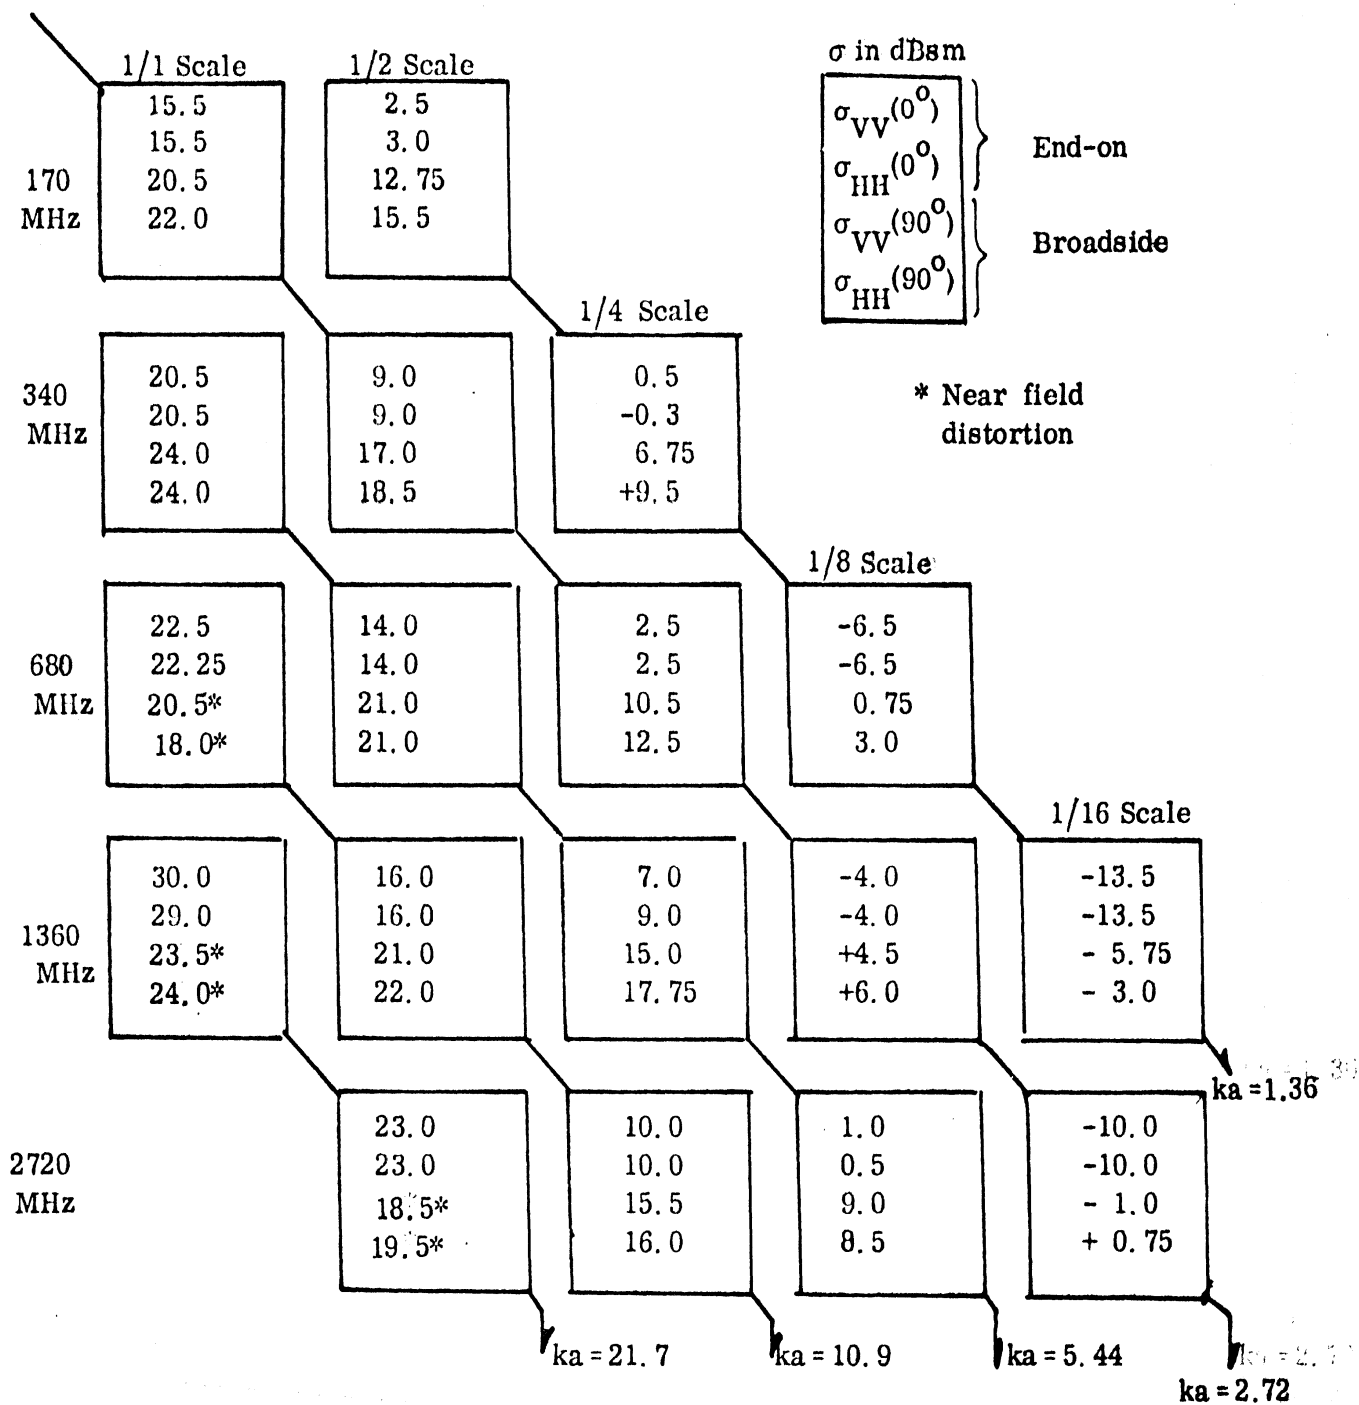 1/1 Scale 1/2 Scale
σ in dBsm
170 MHz
15.5 2.5
15.5 3.0
20.5 12.75
22.0 15.5
σVV(0°)
σHH(0°)
End-on
σVV(90°)
σHH(90°)
Broadside
1/4 Scale
340 MHz
20.5 9.0 0.5
20.5 9.0 -0.3
24.0 17.0 6.75
24.0 18.5 +9.5
* Near field
distortion
1/8 Scale
680 MHz
22.5 14.0 2.5 -6.5
22.25 14.0 2.5 -6.5
20.5* 21.0 10.5 0.75
18.0* 21.0 12.5 3.0
1/16 Scale
1360 MHz
30.0 16.0 7.0 -4.0 -13.5
29.0 16.0 9.0 -4.0 -13.5
23.5* 21.0 15.0 +4.5 - 5.75
24.0* 22.0 17.75 +6.0 - 3.0
ka = 1.36
2720 MHz
23.0 10.0 1.0 -10.0
23.0 10.0 0.5 -10.0
18.5* 15.5 9.0 - 1.0
19.5* 16.0 8.5 + 0.75
ka = 21.7 ka = 10.9 ka = 5.44
ka = 2.72